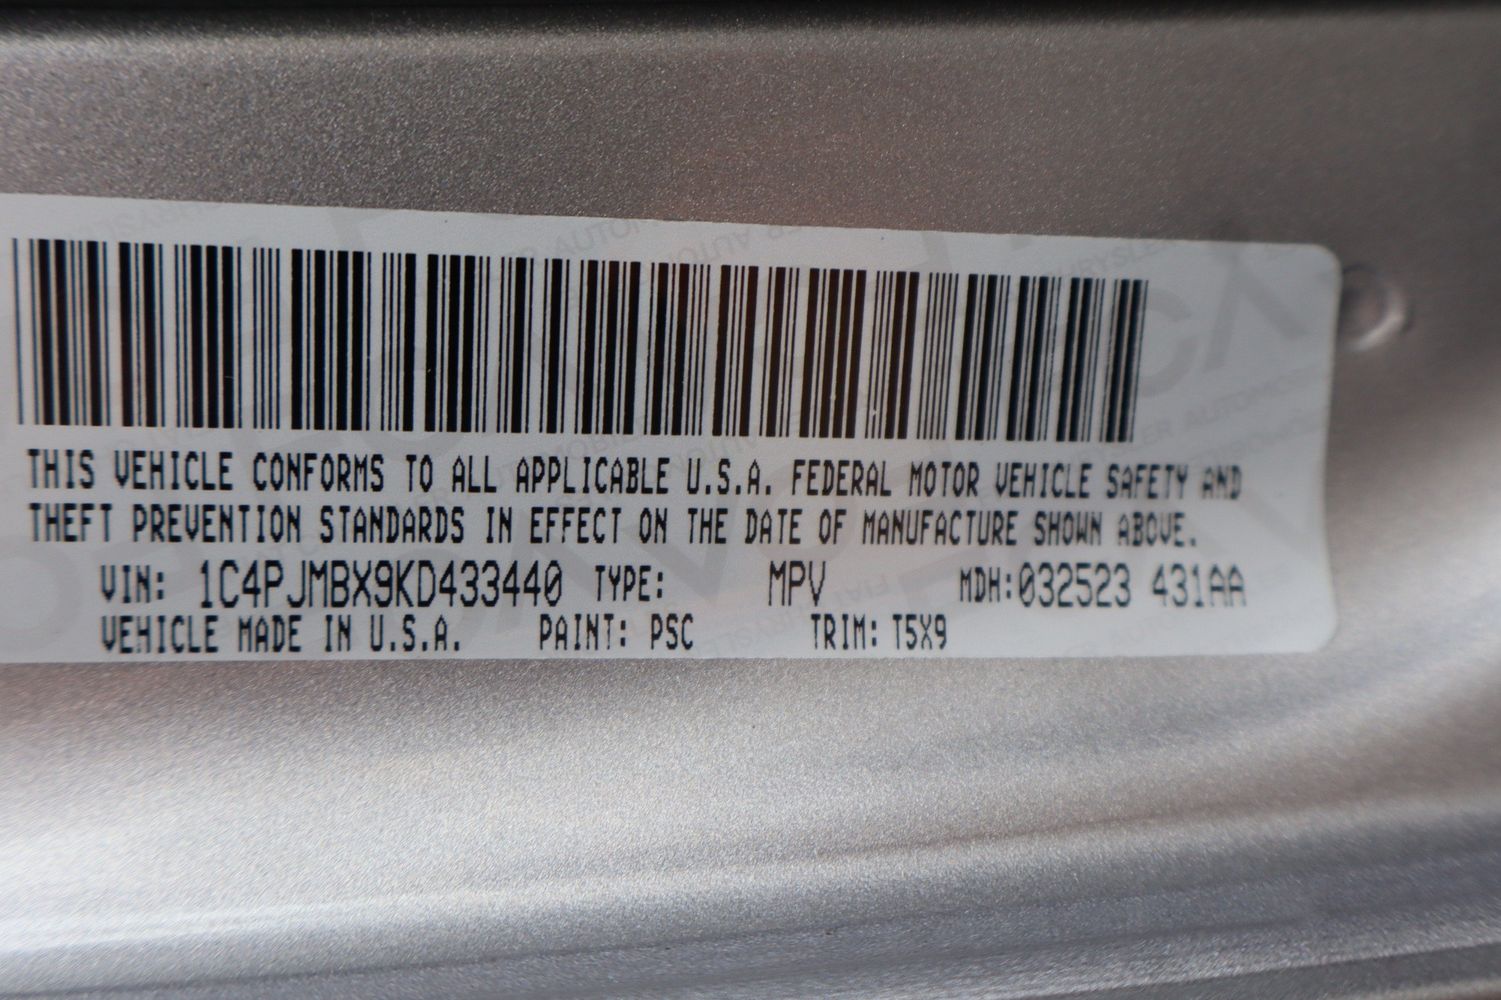 THIS VEHICLE CONFORMS TO ALL APPLICABLE U.S.A. FEDERAL MOTOR VEHICLE SAFETY AND
THEFT PREVENTION STANDARDS IN EFFECT ON THE DATE OF MANUFACTURE SHOWN ABOVE.
VIN: 1C4PJMBX9KD433440 TYPE: MPV MDH:032523 431AA
VEHICLE MADE IN U.S.A. PAINT: PSC TRIM: T5X9